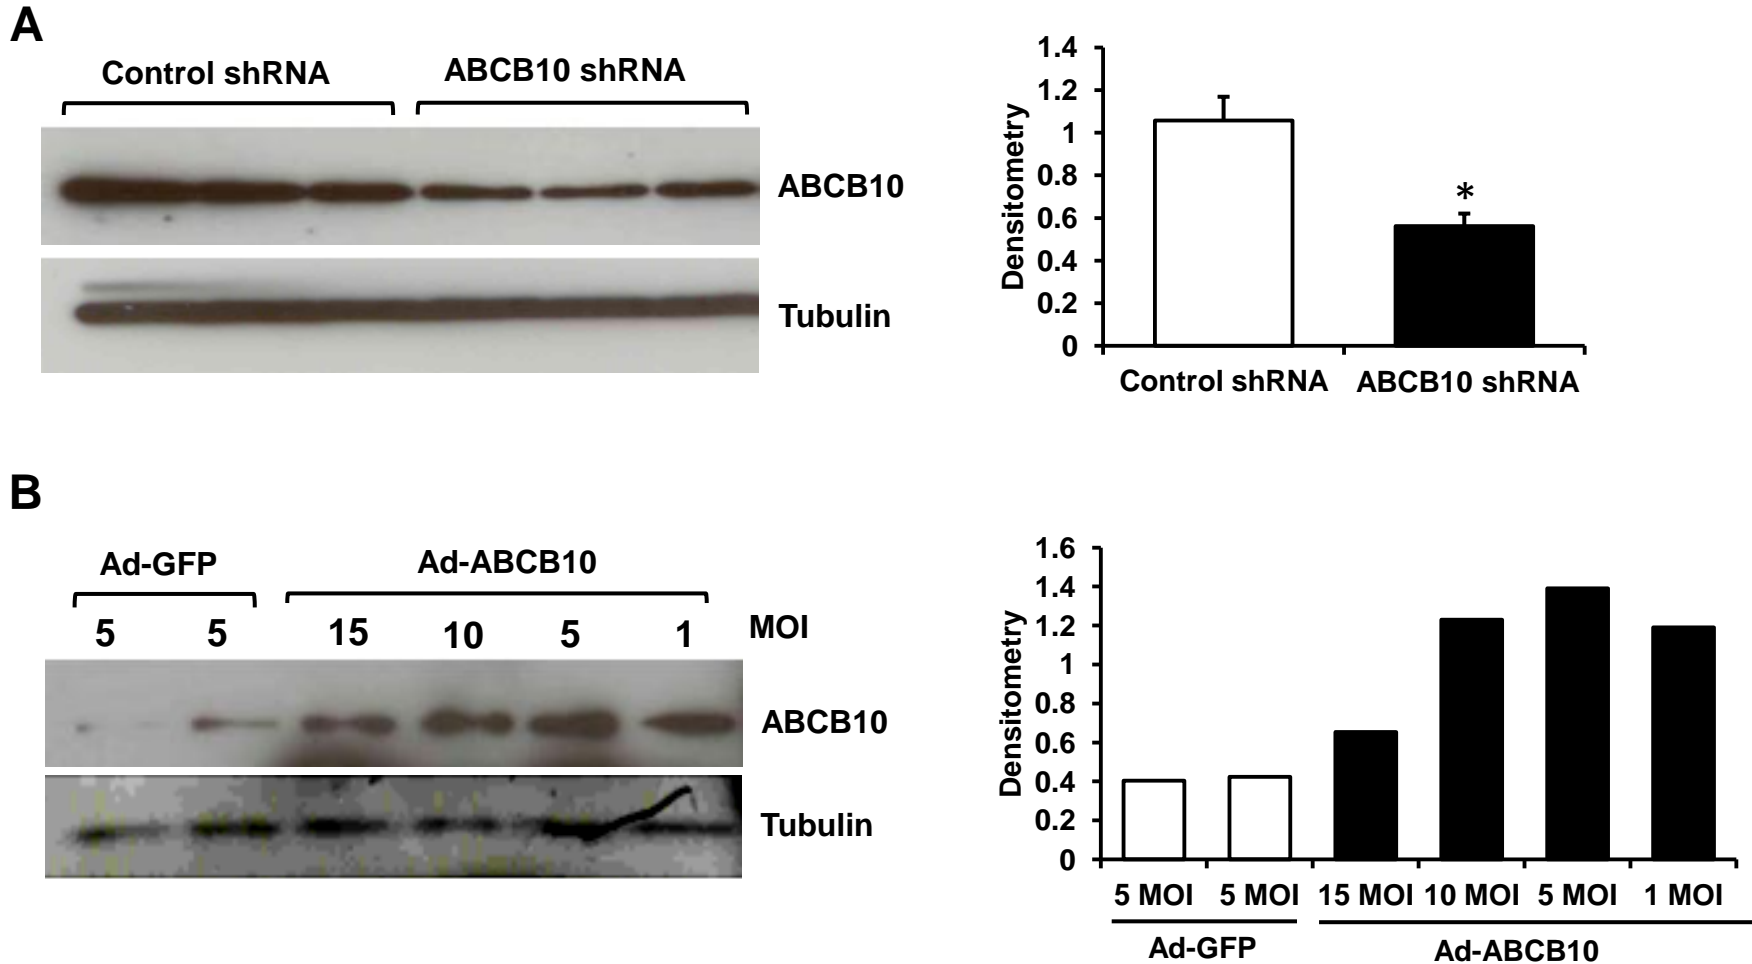 A
Control shRNA
ABCB10 shRNA
ABCB10
Tubulin
Densitometry
1.4
1.2
1
0.8
0.6
0.4
0.2
0
*
Control shRNA
ABCB10 shRNA
B
Ad-GFP
Ad-ABCB10
5 5 15 10 5 1 MOI
ABCB10
Tubulin
Densitometry
1.6
1.4
1.2
1
0.8
0.6
0.4
0.2
0
5 MOI 5 MOI 15 MOI 10 MOI 5 MOI 1 MOI
Ad-GFP
Ad-ABCB10